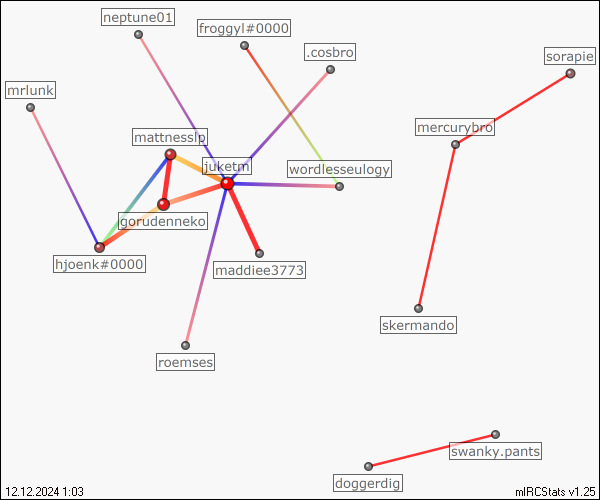 neptune01
froggyl#0000
.cosbro
sorapie
mrlunk
mercurybro
mattnesslp
juketm
wordlesseulogy
gorudenneko
hjoenk#0000
maddiee3773
skermando
roemses
swanky.pants
doggerdig
12.12.2024 1:03
mIRCStats v1.25